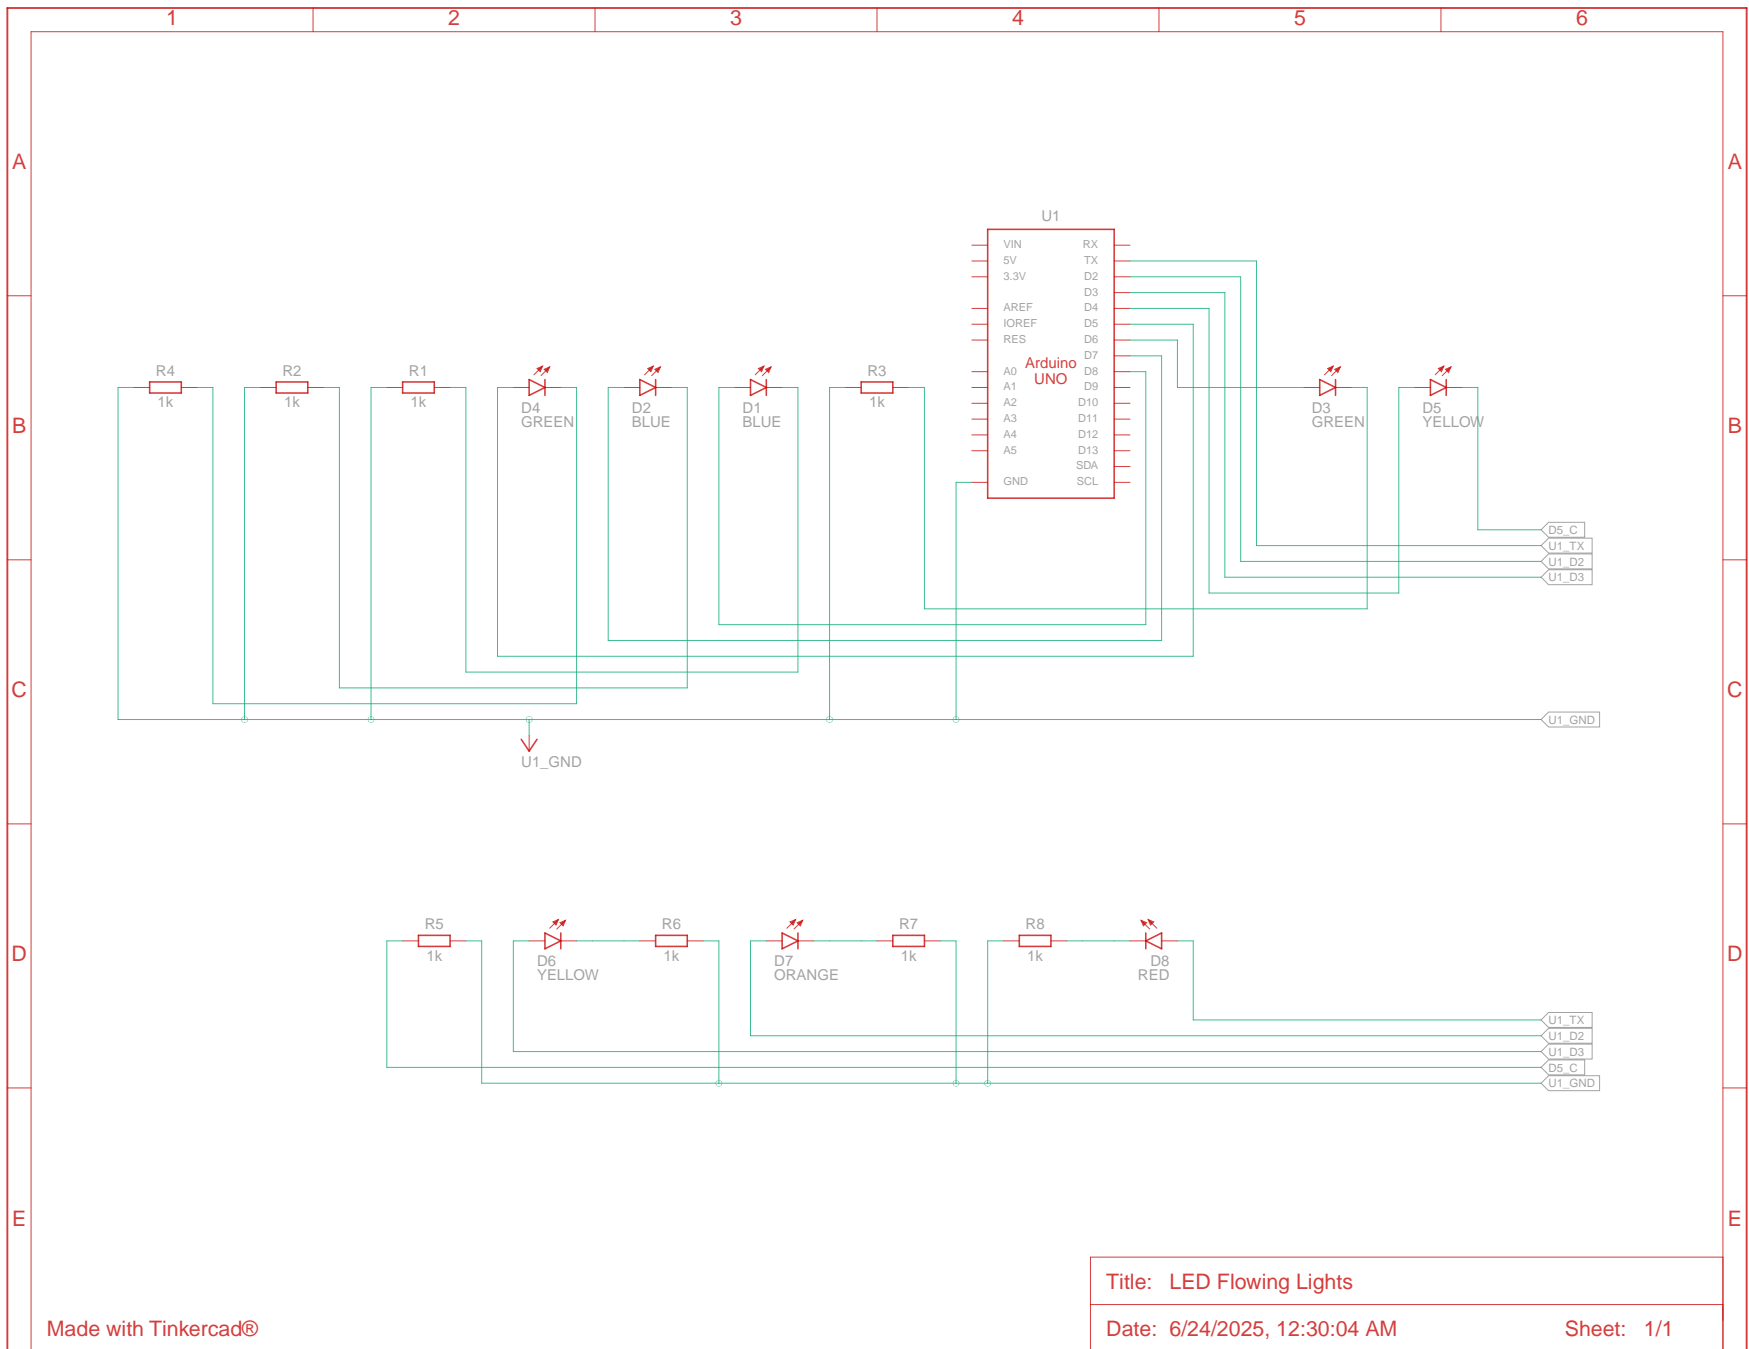 1 2 3 4 5 6
A A
U1
VIN RX
5V TX
3.3V D2
D3
AREF D4
IOREF D5
RES D6
D7
Arduino
UNO
A0 D8
A1 D9
A2 D10
A3 D11
A4 D12
A5 D13
SDA
GND SCL
R4
1k
R2
1k
R1
1k
D4
GREEN
D2
BLUE
D1
BLUE
R3
1k
D3
GREEN
D5
YELLOW
B B
D5_C
U1_TX
U1_D2
U1_D3
C C
U1_GND
U1_GND
R5
1k
D6
YELLOW
R6
1k
D7
ORANGE
R7
1k
R8
1k
D8
RED
D D
U1_TX
U1_D2
U1_D3
D5_C
U1_GND
E E
Title: LED Flowing Lights
Made with Tinkercad®
Date: 6/24/2025, 12:30:04 AM Sheet: 1/1